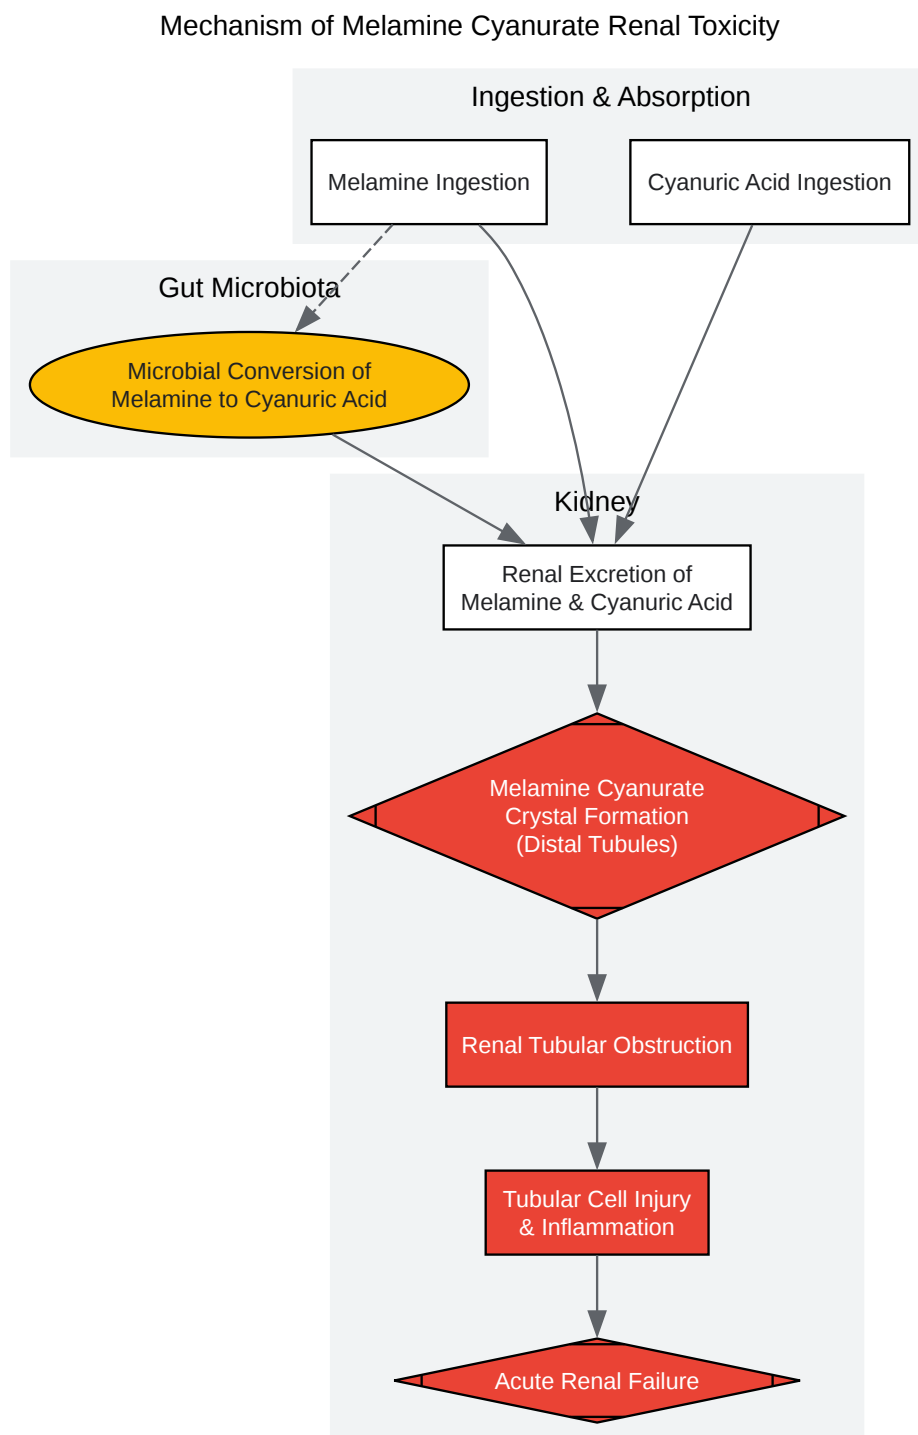 Mechanism of Melamine Cyanurate Renal Toxicity
Ingestion & Absorption
Melamine Ingestion
Cyanuric Acid Ingestion
Gut Microbiota
Microbial Conversion of
Melamine to Cyanuric Acid
Kidney
Renal Excretion of
Melamine & Cyanuric Acid
Melamine Cyanurate
Crystal Formation
(Distal Tubules)
Renal Tubular Obstruction
Tubular Cell Injury
& Inflammation
Acute Renal Failure